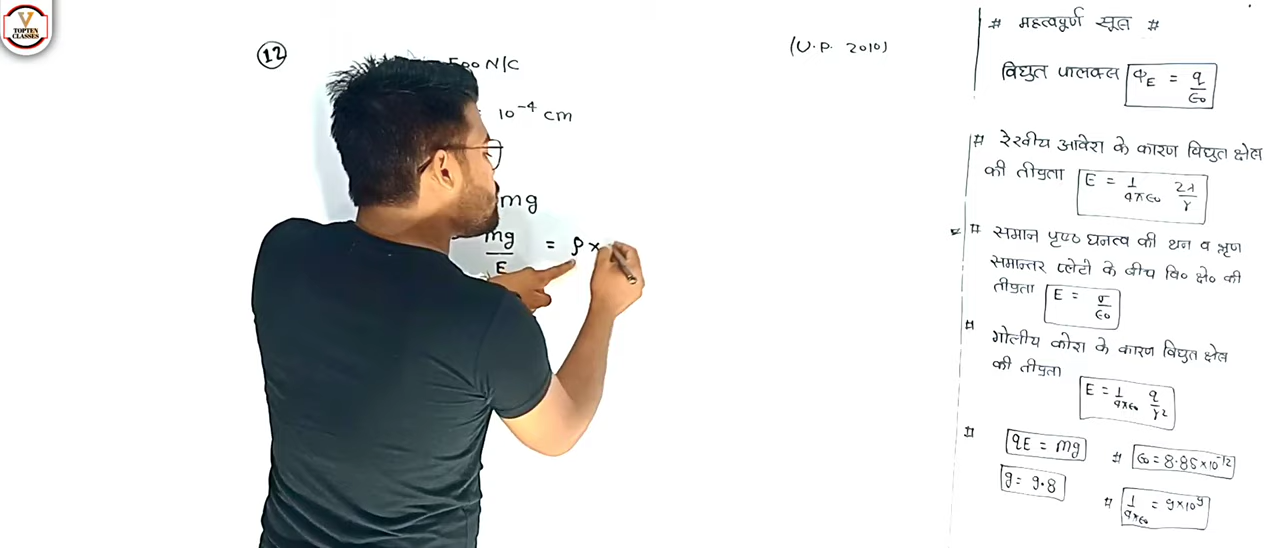 V
TOPTEN
CLASSES
12
500 N/C
(U.P. 2010)
10⁻⁴ cm
mg
mg/E = ρ ×
# महत्वपूर्ण सूत्र #
विद्युत फ्लक्स Φ_E = q/ϵ₀
# रेखीय आवेश के कारण विद्युत क्षेत्र
की तीव्रता E = 1/4πϵ₀ 2λ/r
# समान पृष्ठ घनत्व की धन व ऋण
समान्तर प्लेटो के बीच वि० क्षे० की
तीव्रता E = σ/ϵ₀
# गोलीय कोश के कारण विद्युत क्षेत्र
की तीव्रता
E = 1/4πϵ₀ q/r²
# qE = mg
# ϵ₀ = 8.85×10⁻¹²
g = 9.8
# 1/4πϵ₀ = 9×10⁹